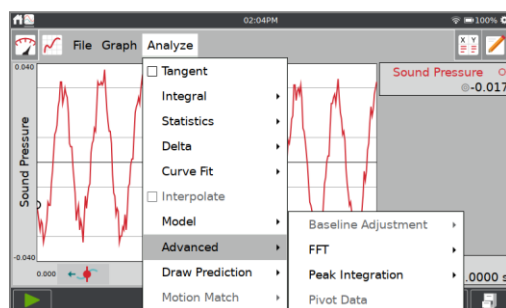 02:04PM 100%
File Graph Analyze X Y
0.040
Tangent
Sound Pressure
-0.017
Integral
Statistics
Delta
Curve Fit
Sound Pressure
Interpolate
Model
Baseline Adjustment
Advanced
FFT
-0.040
0.000
Draw Prediction
Peak Integration
.0000 s
Motion Match
Pivot Data